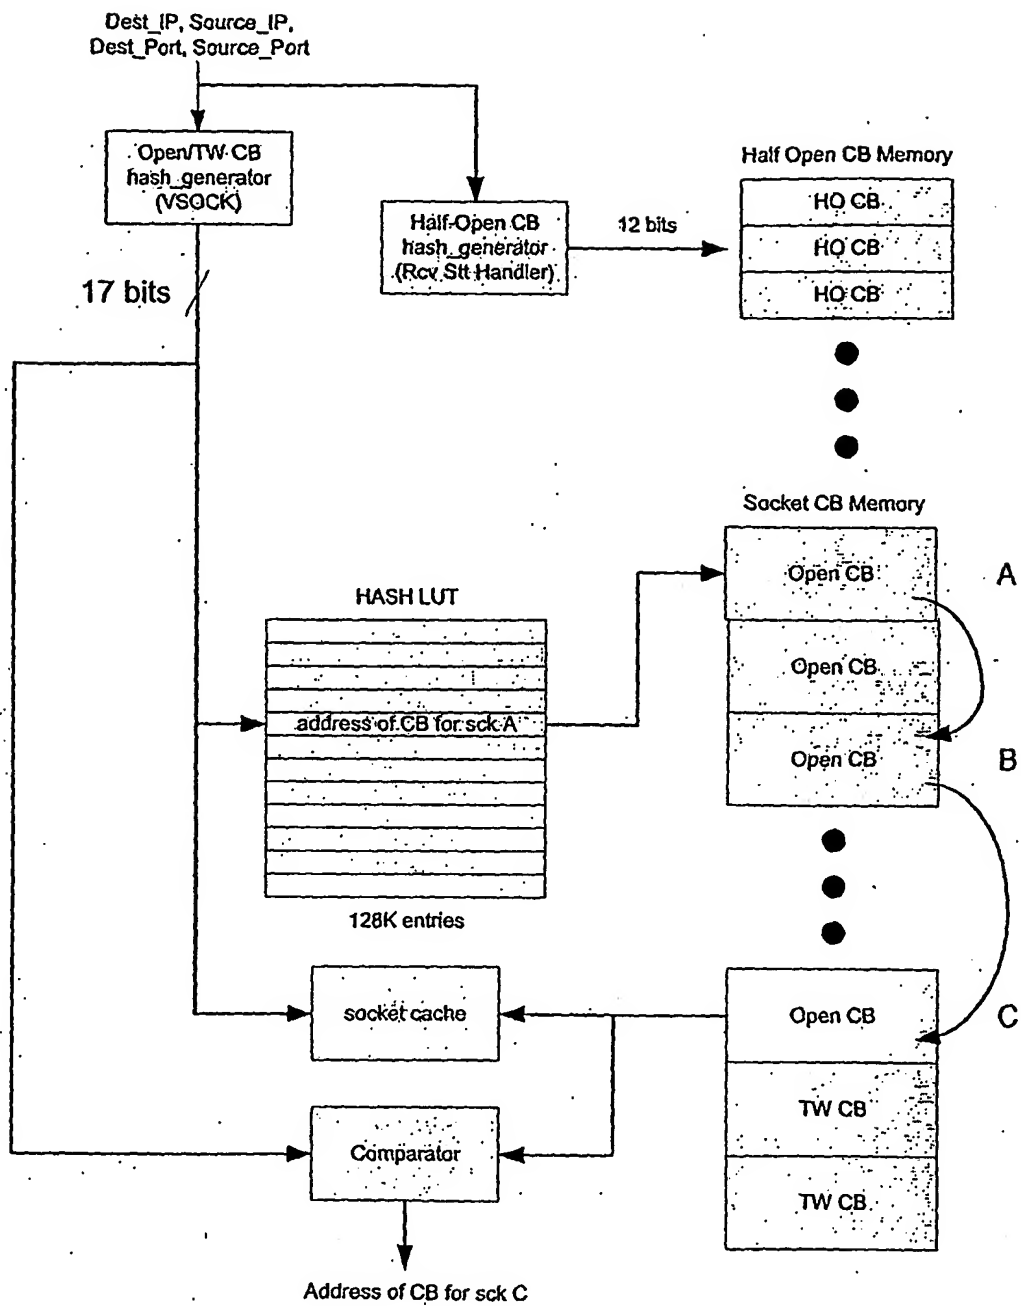 Dest_IP, Source_IP,
Dest_Port, Source_Port
Open/TW CB
hash_generator
(VSOCK)
Half Open CB Memory
HO CB
HO CB
HO CB
Half-Open CB
hash_generator
(Rcv Stt Handler)
12 bits
17 bits
Socket CB Memory
Open CB
A
Open CB
Open CB
B
HASH LUT
address of CB for sck A
128K entries
socket cache
Open CB
C
TW CB
TW CB
Comparator
Address of CB for sck C